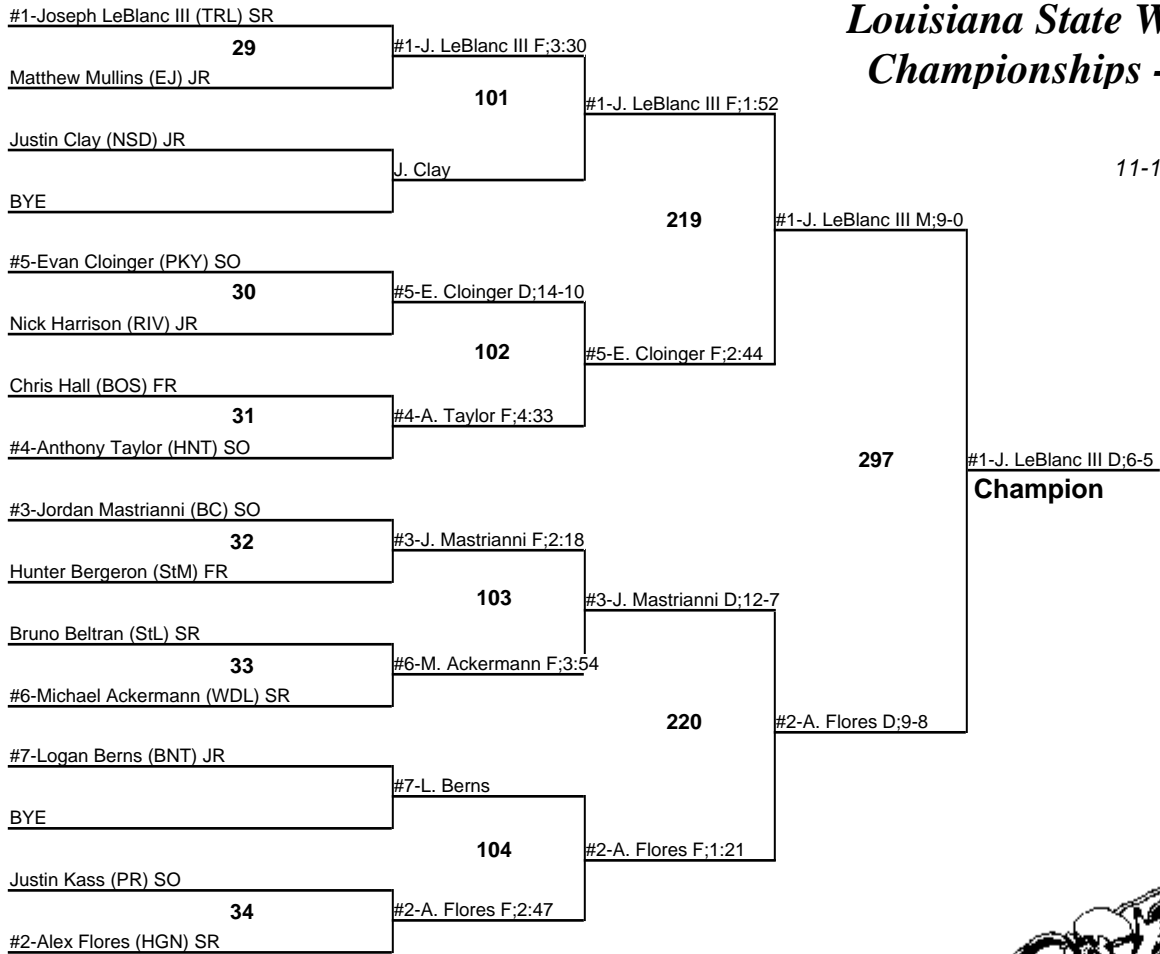 #1-Joseph LeBlanc III (TRL) SR
Louisiana State W
29
#1-J. LeBlanc III F;3:30
Championships -
Matthew Mullins (EJ) JR
101
#1-J. LeBlanc III F;1:52
Justin Clay (NSD) JR
J. Clay
11-1
BYE
219
#1-J. LeBlanc III M;9-0
#5-Evan Cloinger (PKY) SO
30
#5-E. Cloinger D;14-10
Nick Harrison (RIV) JR
102
#5-E. Cloinger F;2:44
Chris Hall (BOS) FR
31
#4-A. Taylor F;4:33
#4-Anthony Taylor (HNT) SO
297
#1-J. LeBlanc III D;6-5
Champion
#3-Jordan Mastrianni (BC) SO
32
#3-J. Mastrianni F;2:18
Hunter Bergeron (StM) FR
103
#3-J. Mastrianni D;12-7
Bruno Beltran (StL) SR
33
#6-M. Ackermann F;3:54
#6-Michael Ackermann (WDL) SR
220
#2-A. Flores D;9-8
#7-Logan Berns (BNT) JR
#7-L. Berns
BYE
104
#2-A. Flores F;1:21
Justin Kass (PR) SO
34
#2-A. Flores F;2:47
#2-Alex Flores (HGN) SR